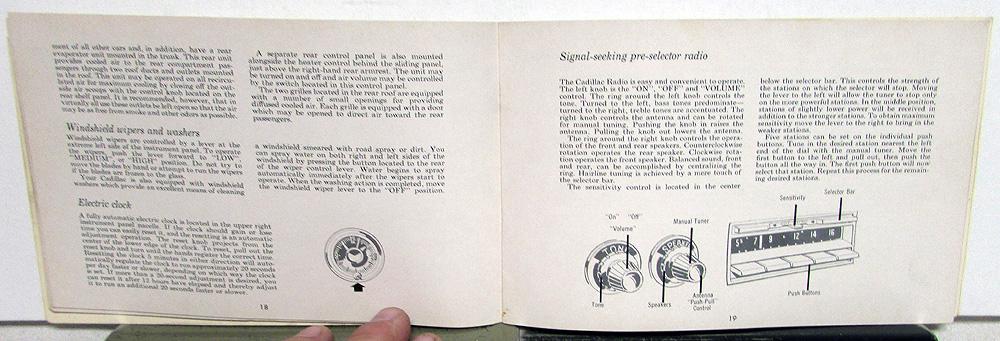 ment of all other cars and, in addition, have a rear
evaporator unit mounted in the trunk. This rear unit
provides cooled air to the rear compartment pas-
sengers through two roof ducts and outlets mounted
in the roof. This unit may be operated on all recircu-
lated air for maximum cooling by closing off the out-
side air scoops with the control knob located on the
rear shelf panel. It is recommended, however, that in
virtually all use these outlets be left open so that the air
may be as free from smoke and other odors as possible.
A separate rear control panel is also mounted
alongside the heater control behind the sliding panel,
just above the right-hand rear armrest. The unit may
be turned on and off and air volume may be controlled
by the switch located in this control panel.
The two grilles located in the rear roof are equipped
with a number of small openings for providing
diffused cooled air. Each grille is equipped with a door
which may be opened to direct air toward the rear
passengers.
Windshield wipers and washers
Windshield wipers are controlled by a lever at the
extreme left side of the instrument panel. To operate
the wipers, push the lever forward to "LOW",
"MEDIUM", or "HIGH" position. Do not try to
move the blades by hand or attempt to run the wipers
if the blades are frozen to the glass.
Your Cadillac is also equipped with windshield
washers which provide an excellent means of cleaning
a windshield smeared with road spray or dirt. You
can spray water on both right and left sides of the
windshield by pressing the button located to the rear
of the wiper control lever. Water begins to spray
automatically immediately after the wipers start to
operate. When the washing action is completed, move
the windshield wiper lever to the "OFF" position.
Electric clock
A fully automatic electric clock is located in the upper right
instrument panel nacelle. If the clock should gain or lose
time you can easily reset it, and the resetting is an automatic
adjustment operation. The reset knob projects from the
center of the lower edge of the clock. To reset, pull out the
reset knob and turn until the hands register the correct time.
Resetting the clock 5 minutes in either direction will auto-
matically regulate the clock to run approximately 20 seconds
per day faster or slower, depending on which way the clock
is set. If more than a 20-second adjustment is desired, you
can reset it after 12 hours have elapsed and thereby adjust
it to run an additional 20 seconds faster or slower.
18
Signal-seeking pre-selector radio
The Cadillac Radio is easy and convenient to operate.
The left knob is the "ON", "OFF" and "VOLUME"
control. The ring around the left knob controls the
tone. Turned to the left, bass tones predominate—
turned to the right, treble tones are accentuated. The
right knob controls the antenna and can be rotated
for manual tuning. Pushing the knob in raises the
antenna. Pulling the knob out lowers the antenna.
The ring around the right knob controls the opera-
tion of the front and rear speakers. Counterclockwise
rotation operates the rear speaker. Clockwise rota-
tion operates the front speaker. Balanced sound, front
and rear, can be accomplished by centralizing the
ring. Hairline tuning is achieved by a mere touch of
the selector bar.
The sensitivity control is located in the center
below the selector bar. This controls the strength of
the stations on which the selector will stop. Moving
the lever to the left will allow the tuner to stop only
on the more powerful stations. In the middle position,
stations of slightly lower power will be received in
addition to the stronger stations. To obtain maximum
sensitivity move the lever to the right to bring in the
weaker stations.
Five stations can be set on the individual push
buttons. Tune in the desired station nearest the left
end of the dial with the manual tuner. Move the
first button to the left and pull out, then push the
button all the way in. The first push button will now
select that station. Repeat this process for the remain-
ing desired stations.
"On" "Off"
"Volume"
TONE
Tone
Manual Tuner
SPEAKER
Speakers
Antenna
"Push-Pull"
Control
Sensitivity
Selector Bar
5 7 9 12 14 16
Push Buttons
19